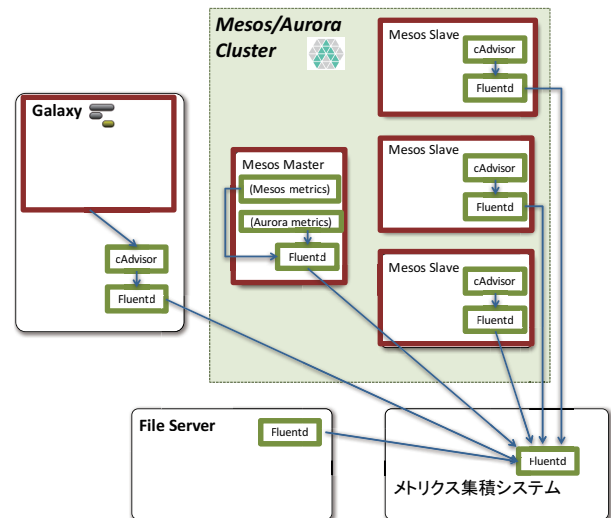 Mesos/Aurora
Cluster
Mesos Slave
cAdvisor
Fluentd
Galaxy
Mesos Slave
cAdvisor
Fluentd
Mesos Master
(Mesos metrics)
(Aurora metrics)
Fluentd
Mesos Slave
cAdvisor
Fluentd
cAdvisor
Fluentd
File Server
Fluentd
Fluentd
メトリクス集積システム